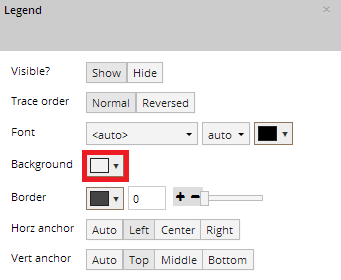 Legend ×
Visible? Show Hide
Trace order Normal Reversed
Font <auto> auto
Background
Border 0 + -
Horz anchor Auto Left Center Right
Vert anchor Auto Top Middle Bottom